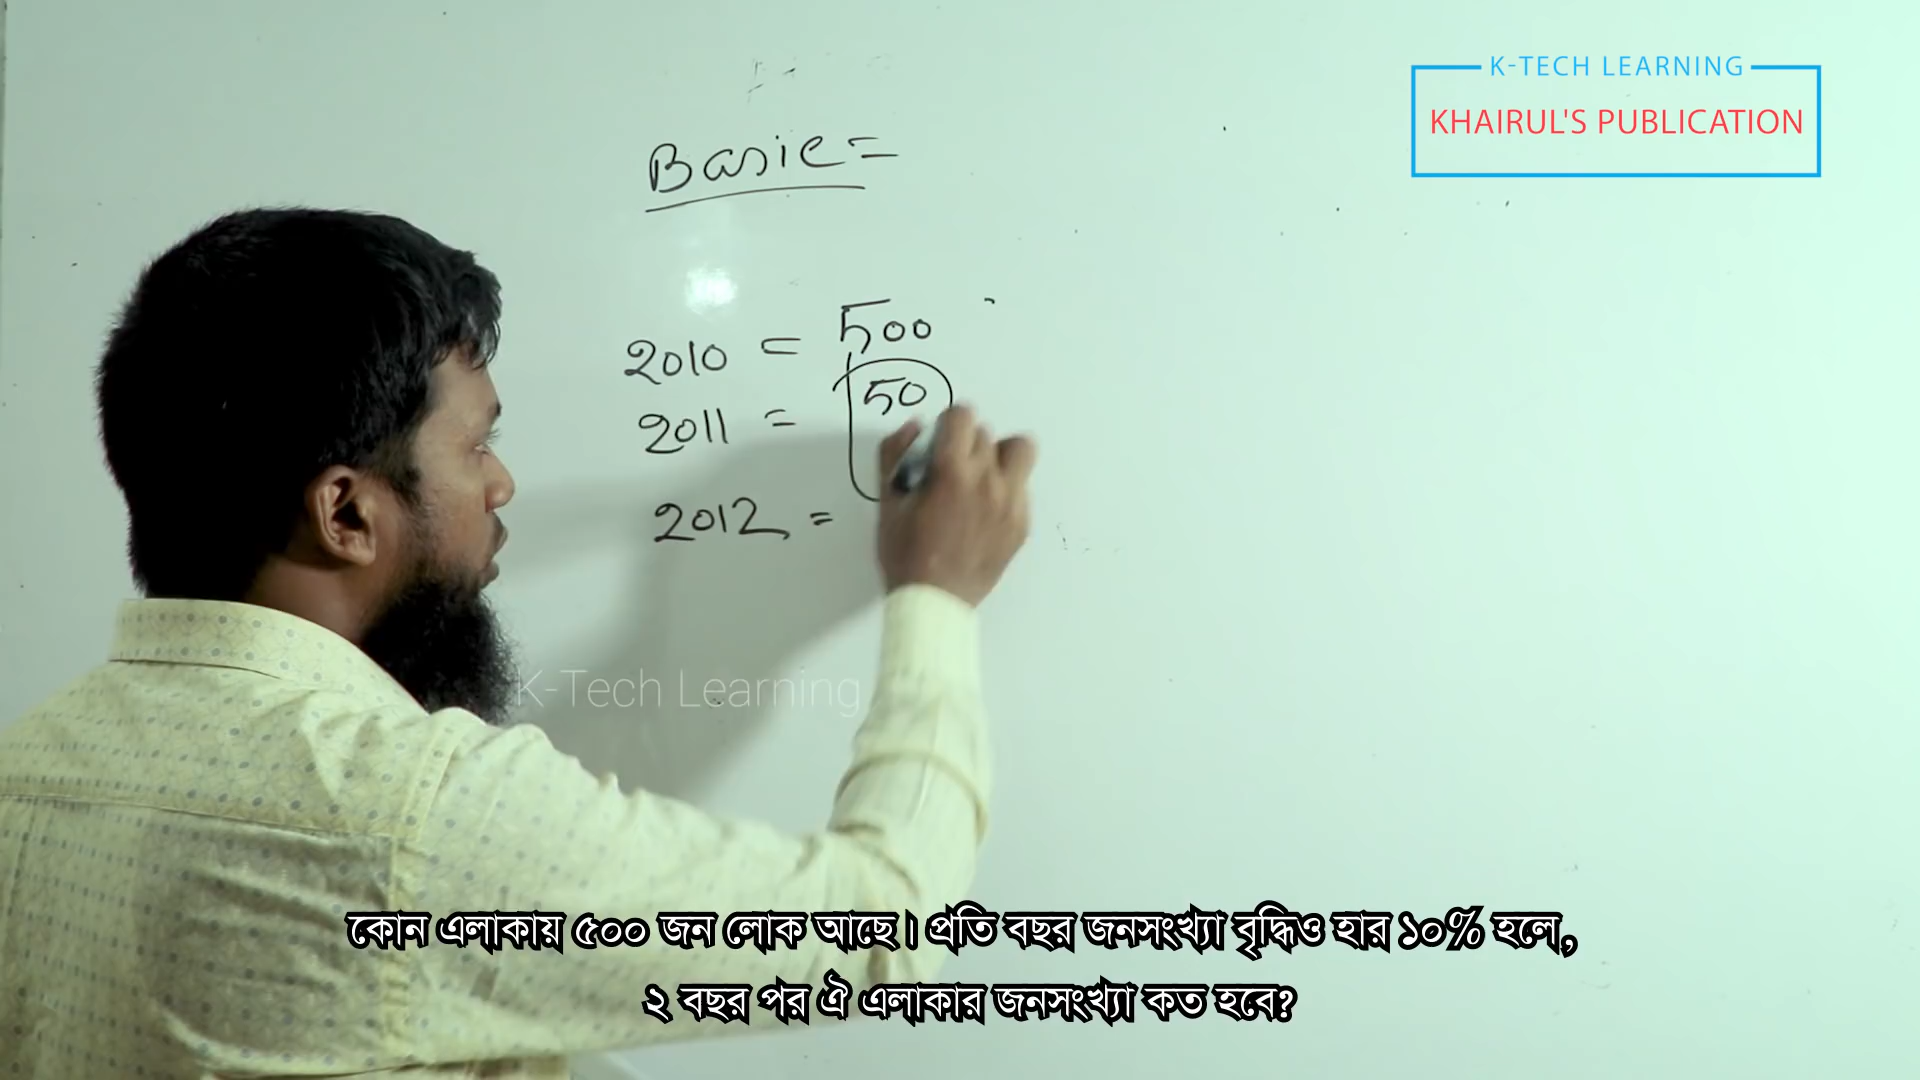 K-TECH LEARNING
KHAIRUL'S PUBLICATION
Basic =
2010 = 500
2011 = 50
2012 =
K-Tech Learning
কোন এলাকায় ৫০০ জন লোক আছে। প্রতি বছর জনসংখ্যা বৃদ্ধিও হার ১০% হলে,
২ বছর পর ঐ এলাকার জনসংখ্যা কত হবে?